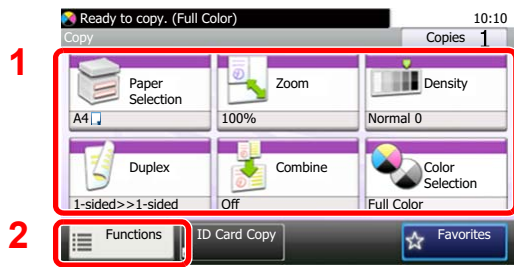 Ready to copy. (Full Color) 10:10
Copy Copies 1
1
Paper Selection Zoom Density
A4 100% Normal 0
Duplex Combine Color Selection
1-sided>>1-sided Off Full Color
2
Functions ID Card Copy Favorites